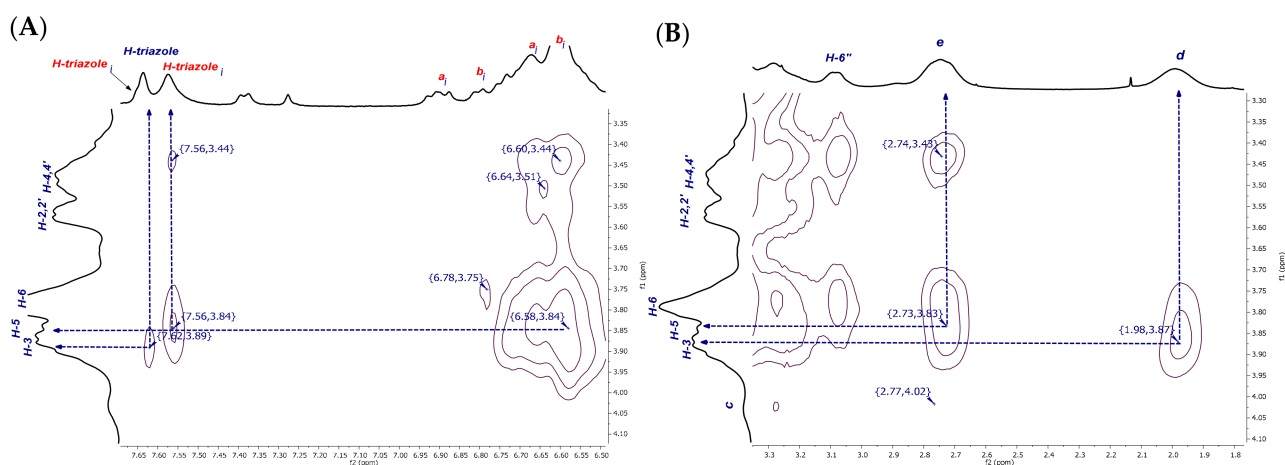 (A)
H-triazole
H-triazole i
H-triazole i
a i
b i
a i
b i
H-4,4'
H-2,2'
H-6
H-5
H-3
{7.56,3.44}
{6.60,3.44}
{6.64,3.51}
{6.78,3.75}
{7.56,3.84}
{6.58,3.84}
{7.62,3.89}
3.35
3.40
3.45
3.50
3.55
3.60
3.65
3.70
3.75
3.80
3.85
3.90
3.95
4.00
4.05
4.10
f1 (ppm)
7.65 7.60 7.55 7.50 7.45 7.40 7.35 7.30 7.25 7.20 7.15 7.10 7.05 7.00 6.95 6.90 6.85 6.80 6.75 6.70 6.65 6.60 6.55 6.50
f2 (ppm)
(B)
H-6"
e
d
H-4,4'
H-2,2'
H-6
H-5
H-3
c
{2.74,3.43}
{2.73,3.83}
{1.98,3.87}
{2.77,4.02}
3.30
3.35
3.40
3.45
3.50
3.55
3.60
3.65
3.70
3.75
3.80
3.85
3.90
3.95
4.00
4.05
4.10
f1 (ppm)
3.3 3.2 3.1 3.0 2.9 2.8 2.7 2.6 2.5 2.4 2.3 2.2 2.1 2.0 1.9 1.8 1.7
f2 (ppm)